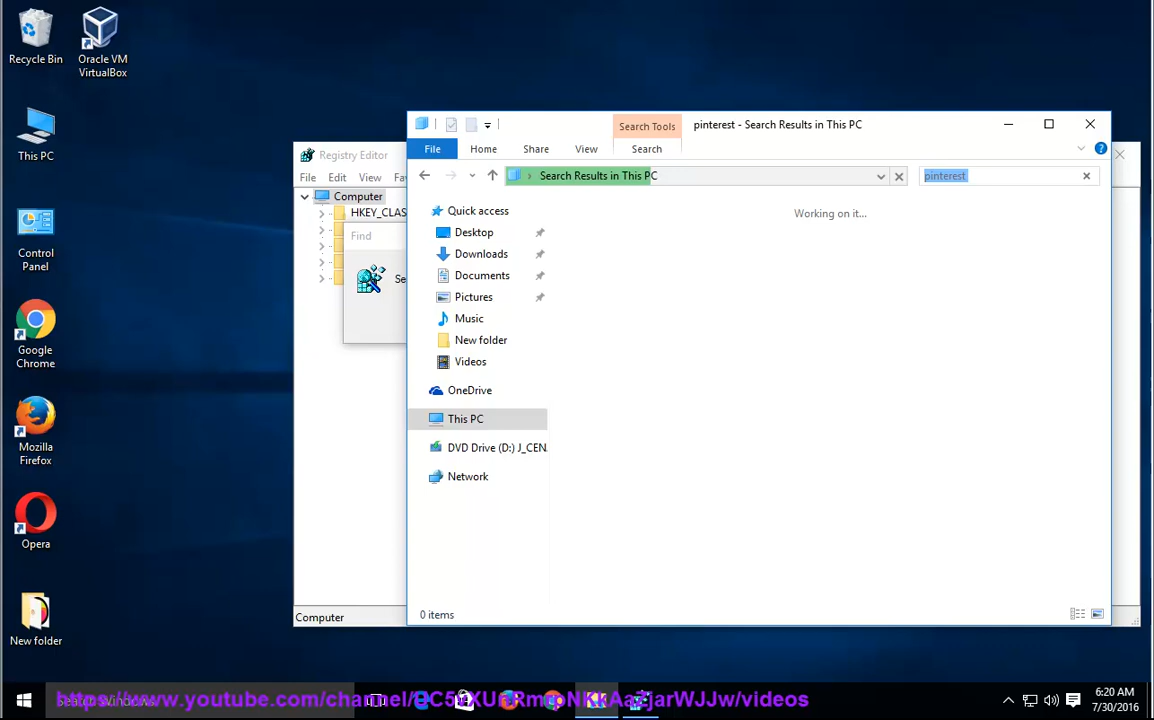 Recycle Bin
Oracle VM
VirtualBox
This PC
Control
Panel
Google
Chrome
Mozilla
Firefox
Opera
New folder
Registry Editor
File Edit View
Computer
HKEY_CLAS
Find
Computer
Search Tools
pinterest - Search Results in This PC
File Home Share View Search
Search Results in This PC
pinterest
Quick access
Desktop
Downloads
Documents
Pictures
Music
New folder
Videos
OneDrive
This PC
DVD Drive (D:) J_CEN.
Network
Working on it...
0 items
Search Windows
6:20 AM
7/30/2016